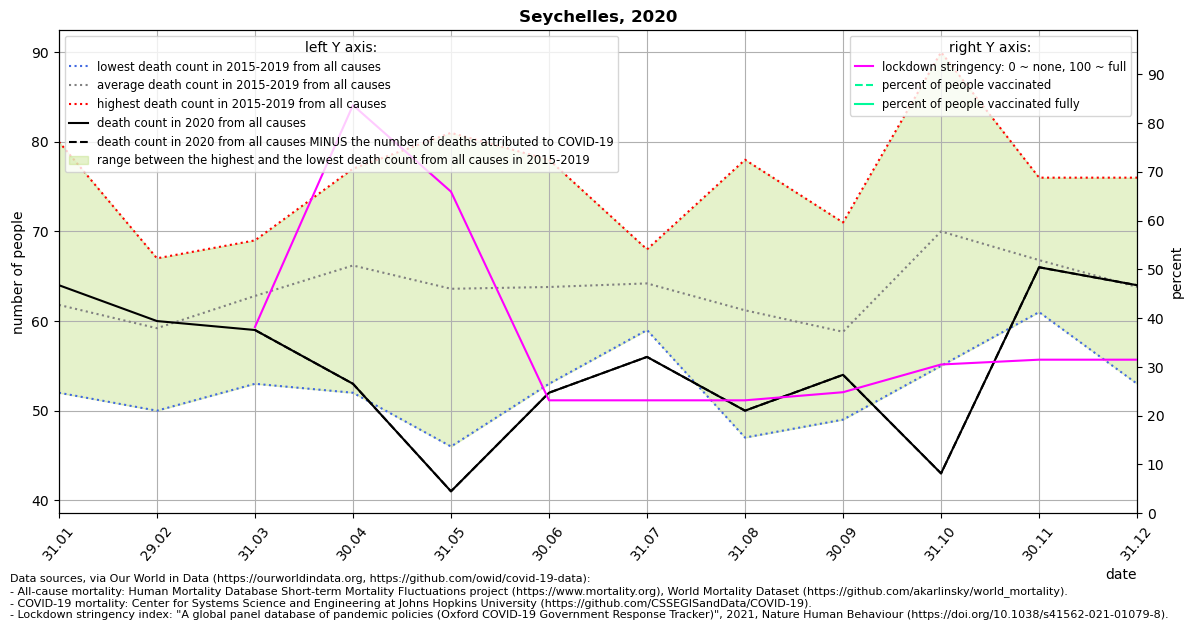 Seychelles, 2020
left Y axis:
lowest death count in 2015-2019 from all causes
average death count in 2015-2019 from all causes
highest death count in 2015-2019 from all causes
death count in 2020 from all causes
death count in 2020 from all causes MINUS the number of deaths attributed to COVID-19
range between the highest and the lowest death count from all causes in 2015-2019
right Y axis:
lockdown stringency: 0 ~ none, 100 ~ full
percent of people vaccinated
percent of people vaccinated fully
number of people
90
80
70
60
50
40
percent
90
80
70
60
50
40
30
20
10
0
31.01
29.02
31.03
30.04
31.05
30.06
31.07
31.08
30.09
31.10
30.11
31.12
date
Data sources, via Our World in Data (https://ourworldindata.org, https://github.com/owid/covid-19-data):
- All-cause mortality: Human Mortality Database Short-term Mortality Fluctuations project (https://www.mortality.org), World Mortality Dataset (https://github.com/akarlinsky/world_mortality).
- COVID-19 mortality: Center for Systems Science and Engineering at Johns Hopkins University (https://github.com/CSSEGISandData/COVID-19).
- Lockdown stringency index: "A global panel database of pandemic policies (Oxford COVID-19 Government Response Tracker)", 2021, Nature Human Behaviour (https://doi.org/10.1038/s41562-021-01079-8).